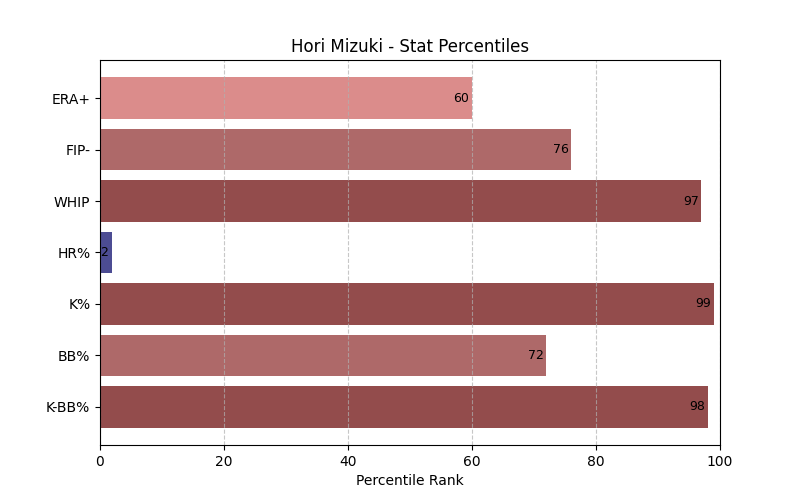 Hori Mizuki - Stat Percentiles
ERA+ 60
FIP- 76
WHIP 97
HR% 2
K% 99
BB% 72
K-BB% 98
0 20 40 60 80 100
Percentile Rank